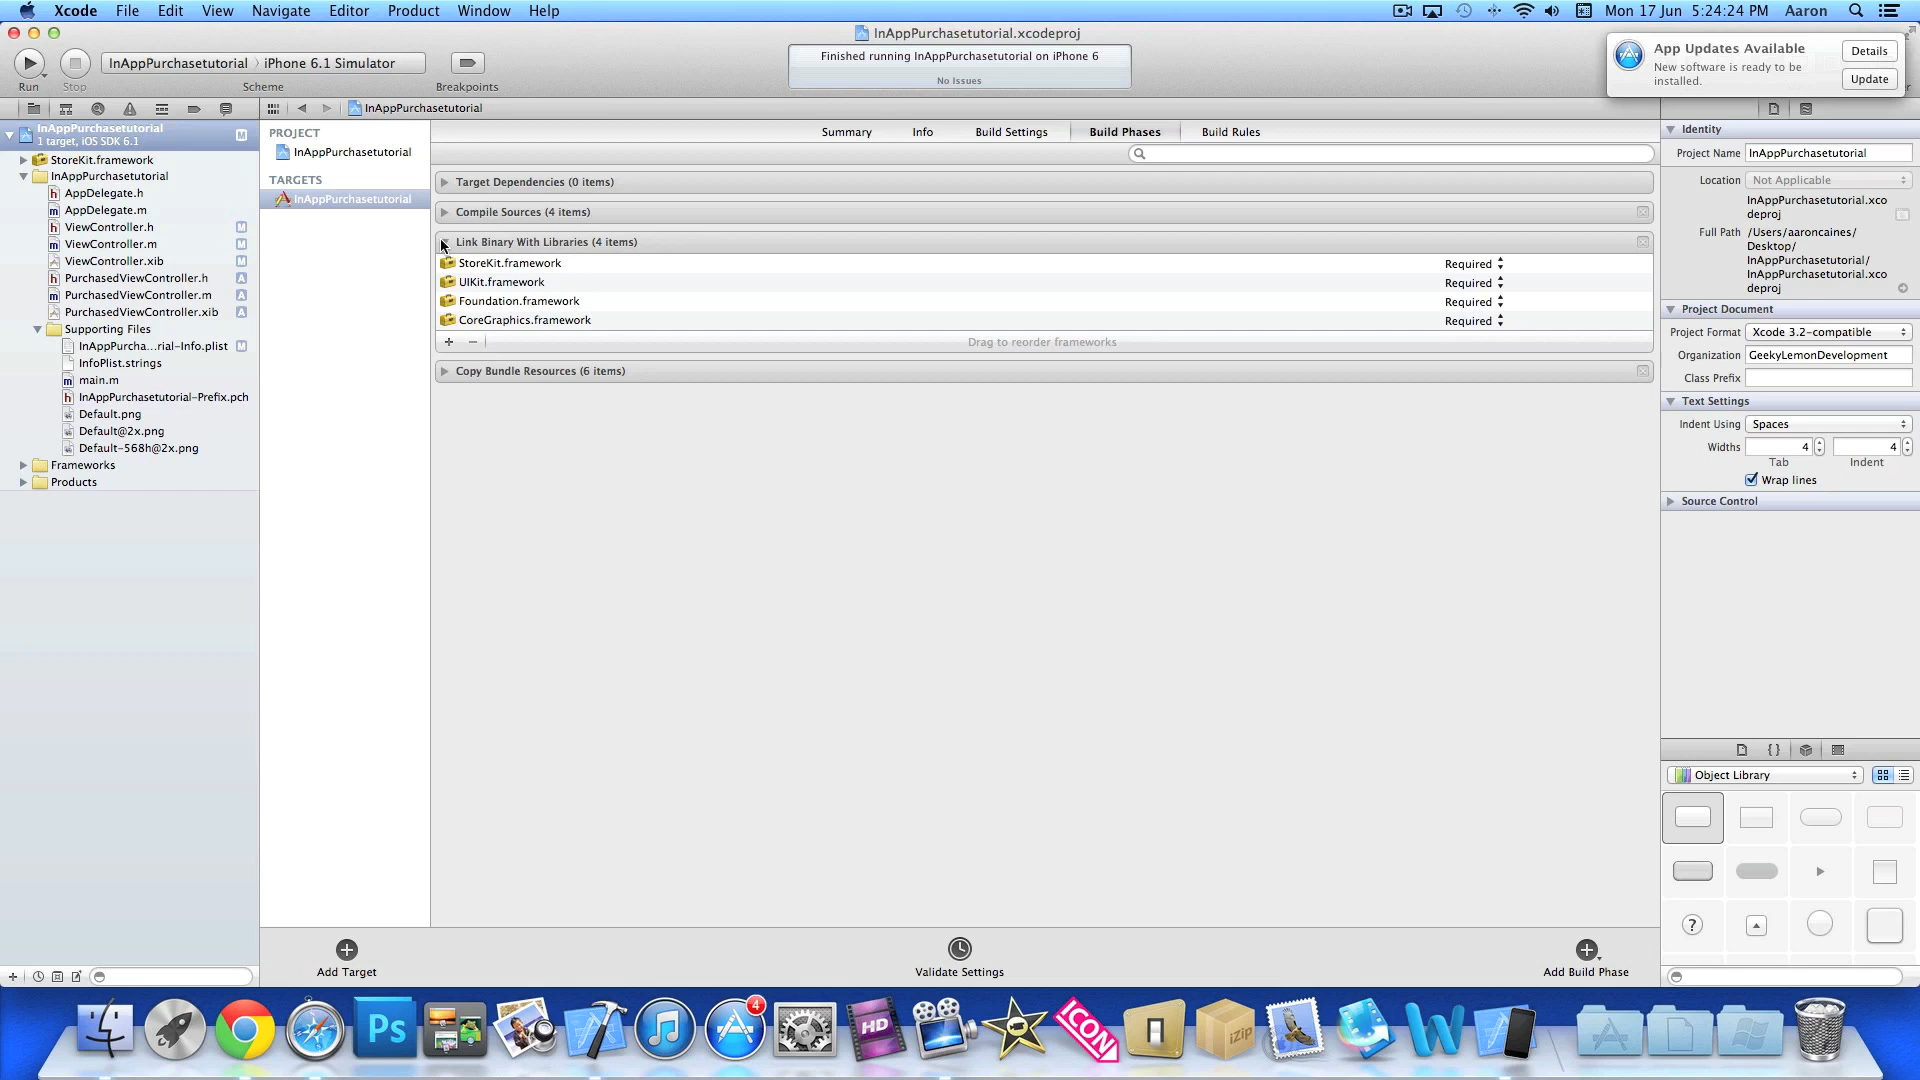 Xcode File Edit View Navigate Editor Product Window Help
Mon 17 Jun 5:24:24 PM Aaron
InAppPurchasetutorial.xcodeproj
InAppPurchasetutorial 〉 iPhone 6.1 Simulator
Run Stop Scheme Breakpoints
Finished running InAppPurchasetutorial on iPhone 6
No Issues
App Updates Available
New software is ready to be
installed.
Details
Update
InAppPurchasetutorial
InAppPurchasetutorial M
1 target, iOS SDK 6.1
StoreKit.framework
InAppPurchasetutorial
h AppDelegate.h
m AppDelegate.m
h ViewController.h M
m ViewController.m M
ViewController.xib M
h PurchasedViewController.h A
m PurchasedViewController.m A
PurchasedViewController.xib A
Supporting Files
InAppPurcha...rial-Info.plist M
InfoPlist.strings
m main.m
h InAppPurchasetutorial-Prefix.pch
Default.png
Default@2x.png
Default-568h@2x.png
Frameworks
Products
PROJECT
InAppPurchasetutorial
TARGETS
InAppPurchasetutorial
Summary Info Build Settings Build Phases Build Rules
Target Dependencies (0 items)
Compile Sources (4 items)
Link Binary With Libraries (4 items)
StoreKit.framework Required
UIKit.framework Required
Foundation.framework Required
CoreGraphics.framework Required
+ − Drag to reorder frameworks
Copy Bundle Resources (6 items)
Add Target
Validate Settings
Add Build Phase
Identity
Project Name InAppPurchasetutorial
Location Not Applicable
InAppPurchasetutorial.xco
deproj
Full Path /Users/aaroncaines/
Desktop/
InAppPurchasetutorial/
InAppPurchasetutorial.xco
deproj
Project Document
Project Format Xcode 3.2-compatible
Organization GeekyLemonDevelopment
Class Prefix
Text Settings
Indent Using Spaces
Widths 4 4
Tab Indent
Wrap lines
Source Control
{ }
Object Library
?
Ps
4
HD
ICON
iZip
W